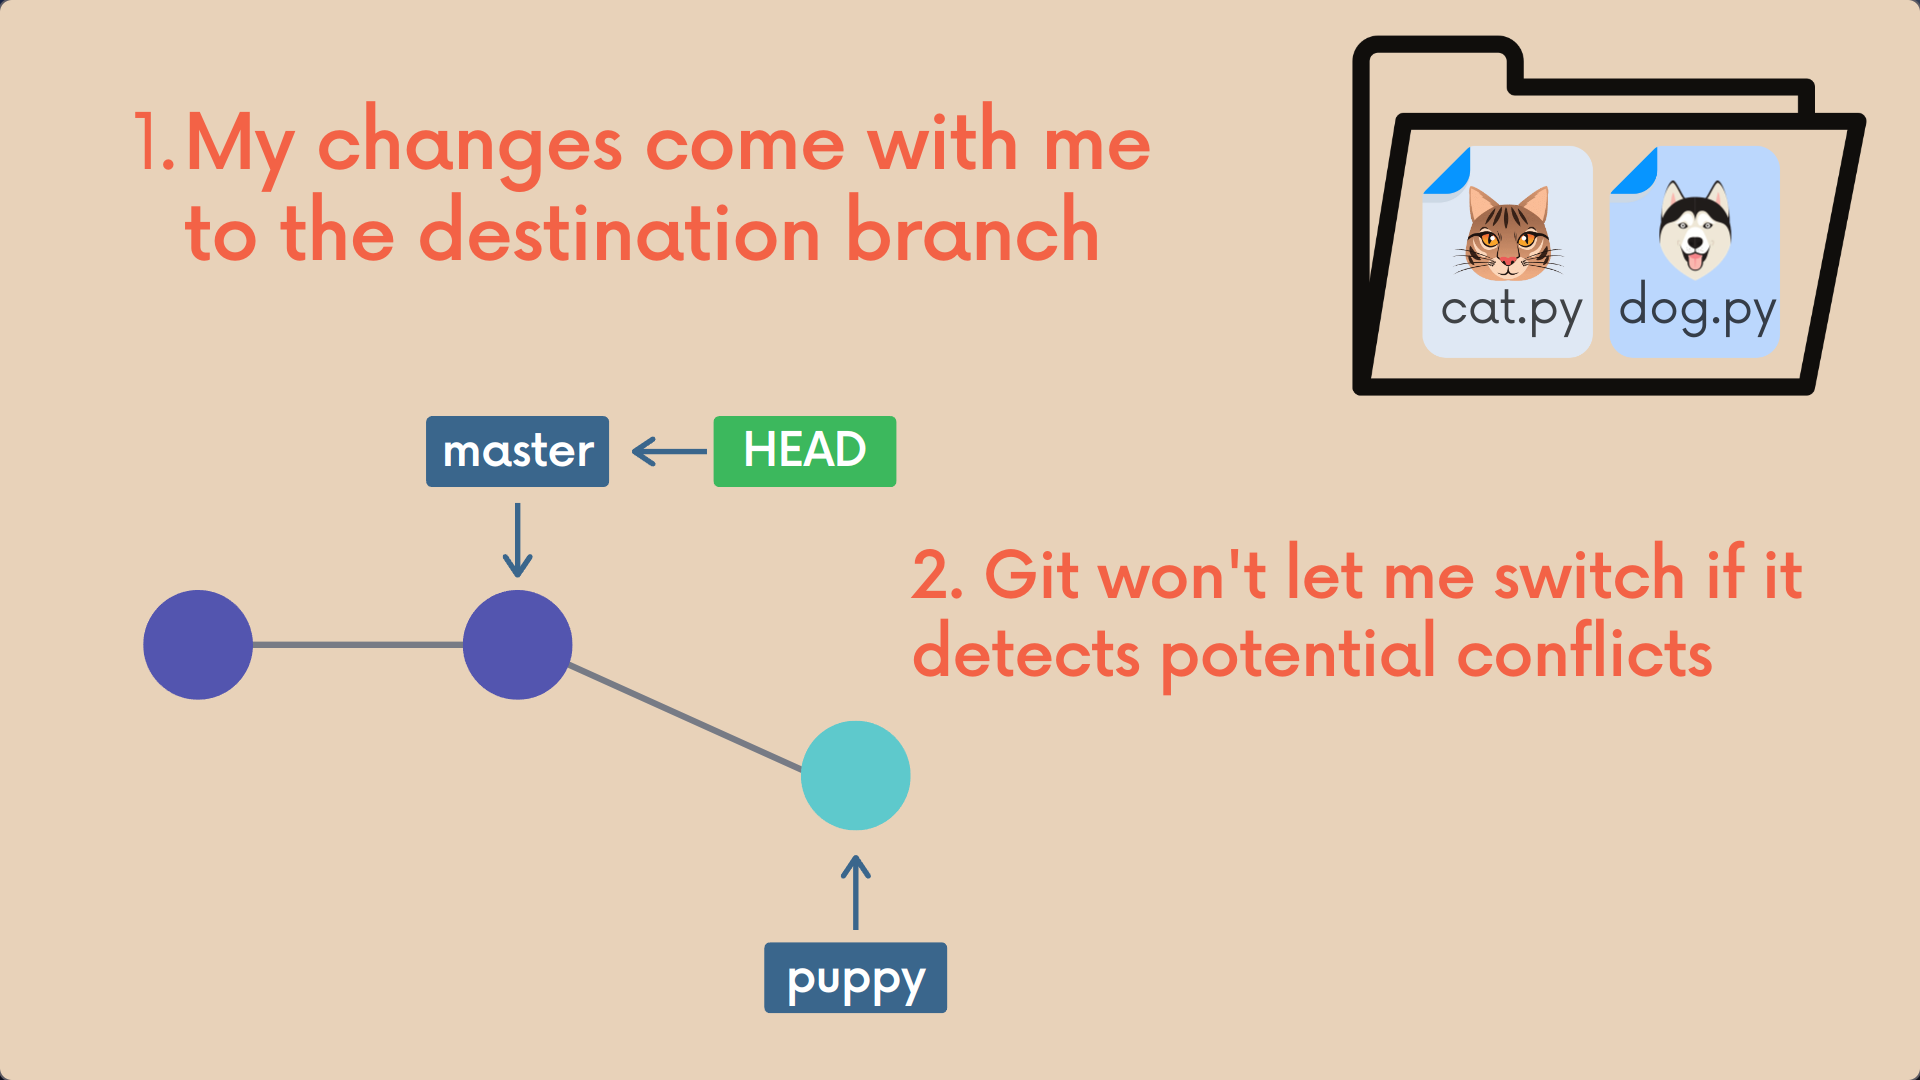 1. My changes come with me
to the destination branch
cat.py
dog.py
master
HEAD
2. Git won't let me switch if it
detects potential conflicts
puppy